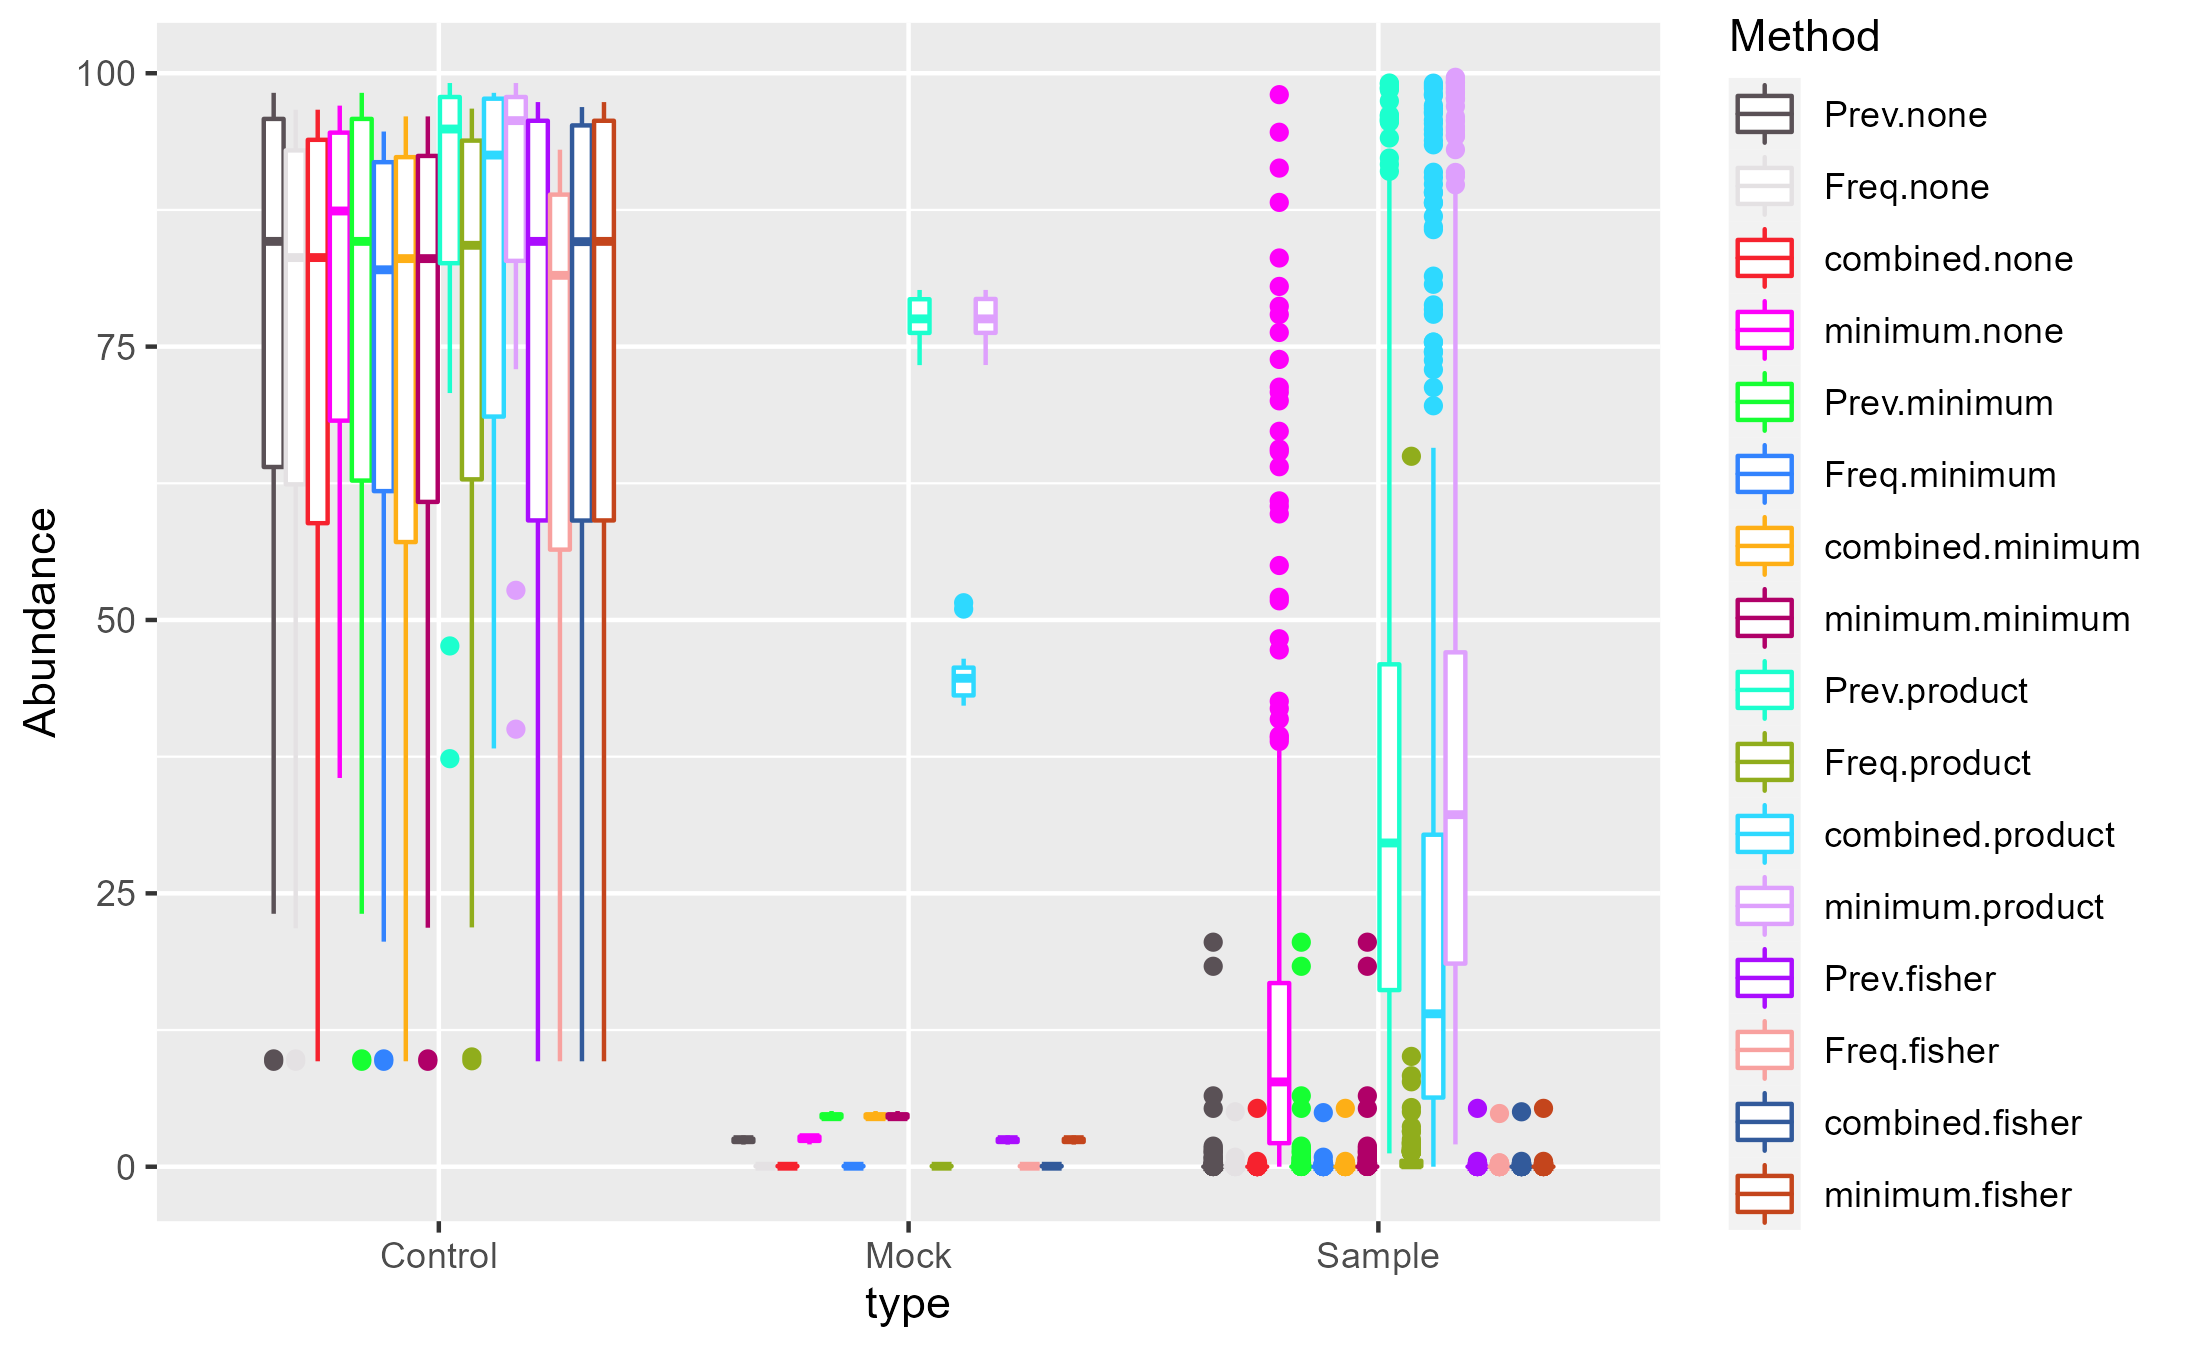 Abundance
100
75
50
25
0
Control
Mock
Sample
type
Method
Prev.none
Freq.none
combined.none
minimum.none
Prev.minimum
Freq.minimum
combined.minimum
minimum.minimum
Prev.product
Freq.product
combined.product
minimum.product
Prev.fisher
Freq.fisher
combined.fisher
minimum.fisher